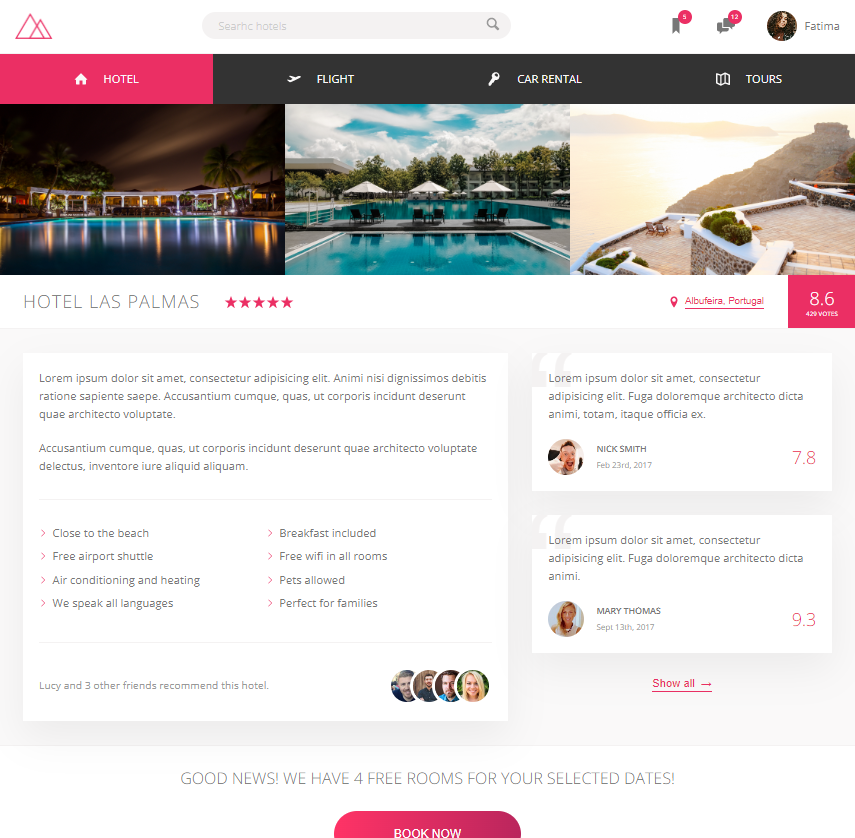 Searhc hotels
5
12
Fatima
HOTEL
FLIGHT
CAR RENTAL
TOURS
HOTEL LAS PALMAS
Albufeira, Portugal
8.6
429 VOTES
Lorem ipsum dolor sit amet, consectetur adipisicing elit. Animi nisi dignissimos debitis
ratione sapiente saepe. Accusantium cumque, quas, ut corporis incidunt deserunt
quae architecto voluptate.
Accusantium cumque, quas, ut corporis incidunt deserunt quae architecto voluptate
delectus, inventore iure aliquid aliquam.
Close to the beach
Free airport shuttle
Air conditioning and heating
We speak all languages
Breakfast included
Free wifi in all rooms
Pets allowed
Perfect for families
Lucy and 3 other friends recommend this hotel.
Lorem ipsum dolor sit amet, consectetur
adipisicing elit. Fuga doloremque architecto dicta
animi, totam, itaque officia ex.
NICK SMITH
Feb 23rd, 2017
7.8
Lorem ipsum dolor sit amet, consectetur
adipisicing elit. Fuga doloremque architecto dicta
animi.
MARY THOMAS
Sept 13th, 2017
9.3
Show all →
GOOD NEWS! WE HAVE 4 FREE ROOMS FOR YOUR SELECTED DATES!
BOOK NOW